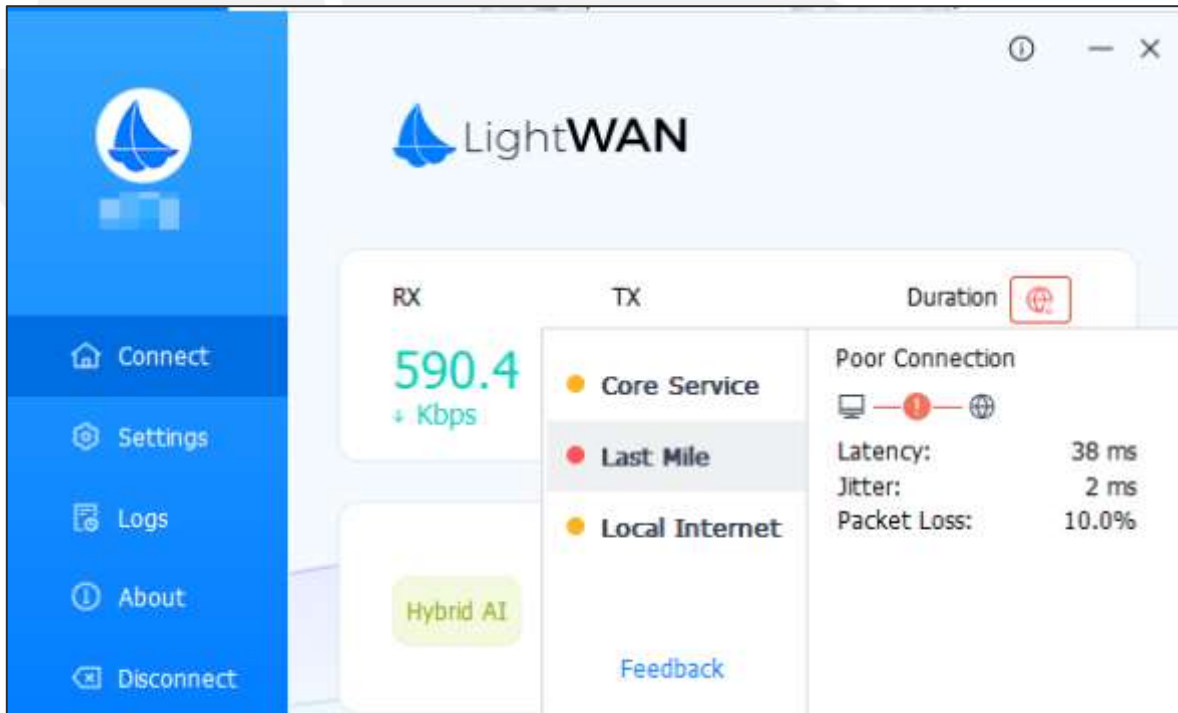 LightWAN
RX
TX
Duration
590.4
↓ Kbps
Connect
Settings
Logs
About
Disconnect
Core Service
Last Mile
Local Internet
Feedback
Poor Connection
Latency: 38 ms
Jitter: 2 ms
Packet Loss: 10.0%
Hybrid AI